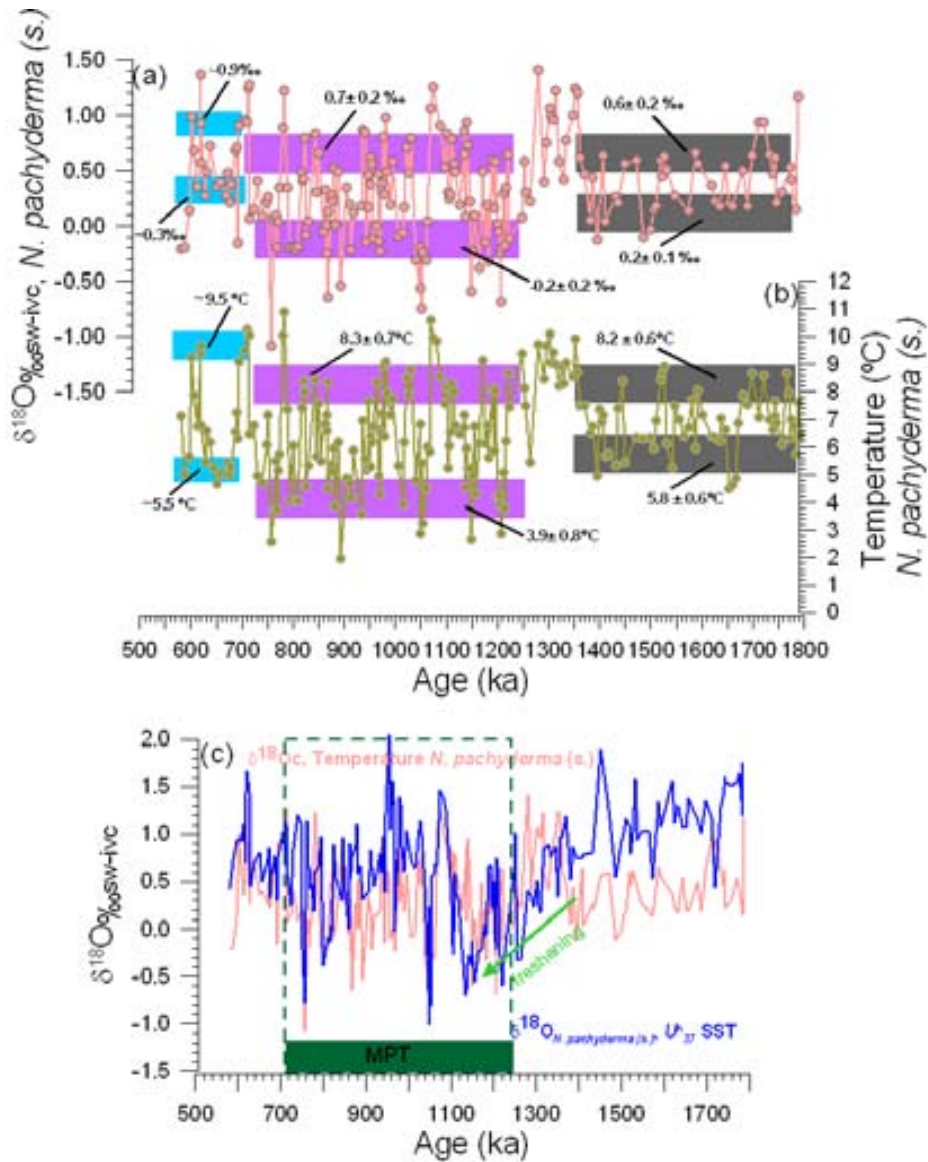 δ18O‰sw-ivc, N. pachyderma (s.)
(a)
1.50
1.00
0.50
0.00
-0.50
-1.00
-1.50
~0.9‰
0.7± 0.2 ‰
0.6± 0.2 ‰
~0.3‰
-0.2± 0.2 ‰
0.2± 0.1 ‰
(b)
~9.5 °C
8.3± 0.7°C
8.2 ± 0.6°C
~5.5 °C
3.9± 0.8°C
5.8 ± 0.6°C
12
11
10
9
8
7
6
5
4
3
2
1
0
Temperature (ºC)
N. pachyderma (s.)
500 600 700 800 900 1000 1100 1200 1300 1400 1500 1600 1700 1800
Age (ka)
(c)
δ18Oc, Temperature N. pachyderma (s.)
2.0
1.5
1.0
0.5
0.0
-0.5
-1.0
-1.5
δ18O‰sw-ivc
freshening
δ18O N. pachyderma (s.), Uk37 SST
MPT
500 700 900 1100 1300 1500 1700
Age (ka)